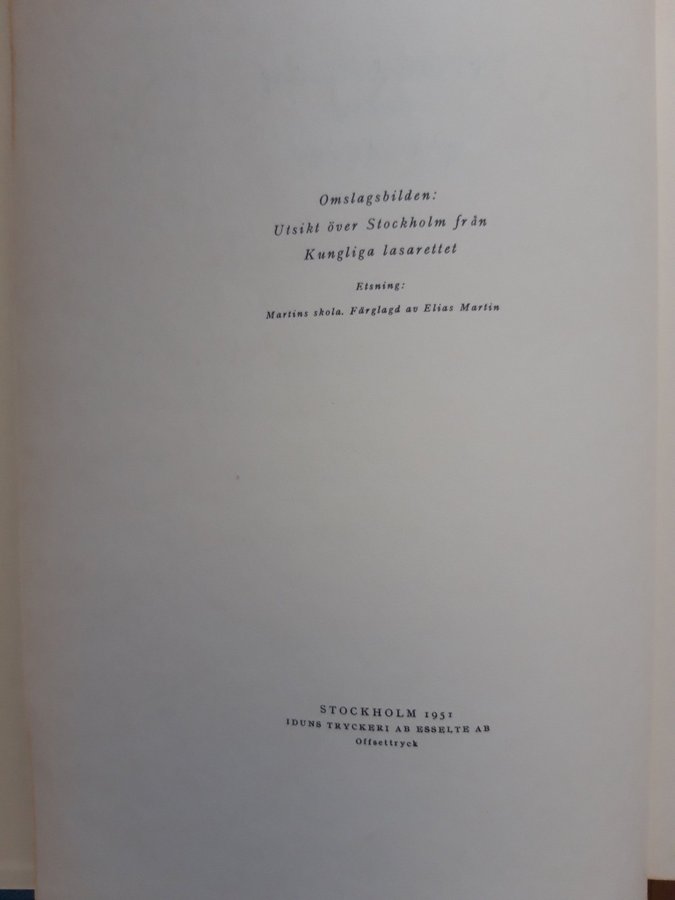 Omslagsbilden:
Utsikt över Stockholm från
Kungliga lasarettet
Etsning:
Martins skola. Färglagd av Elias Martin
STOCKHOLM 1951
IDUNS TRYCKERI AB ESSELTE AB
Offsettryck